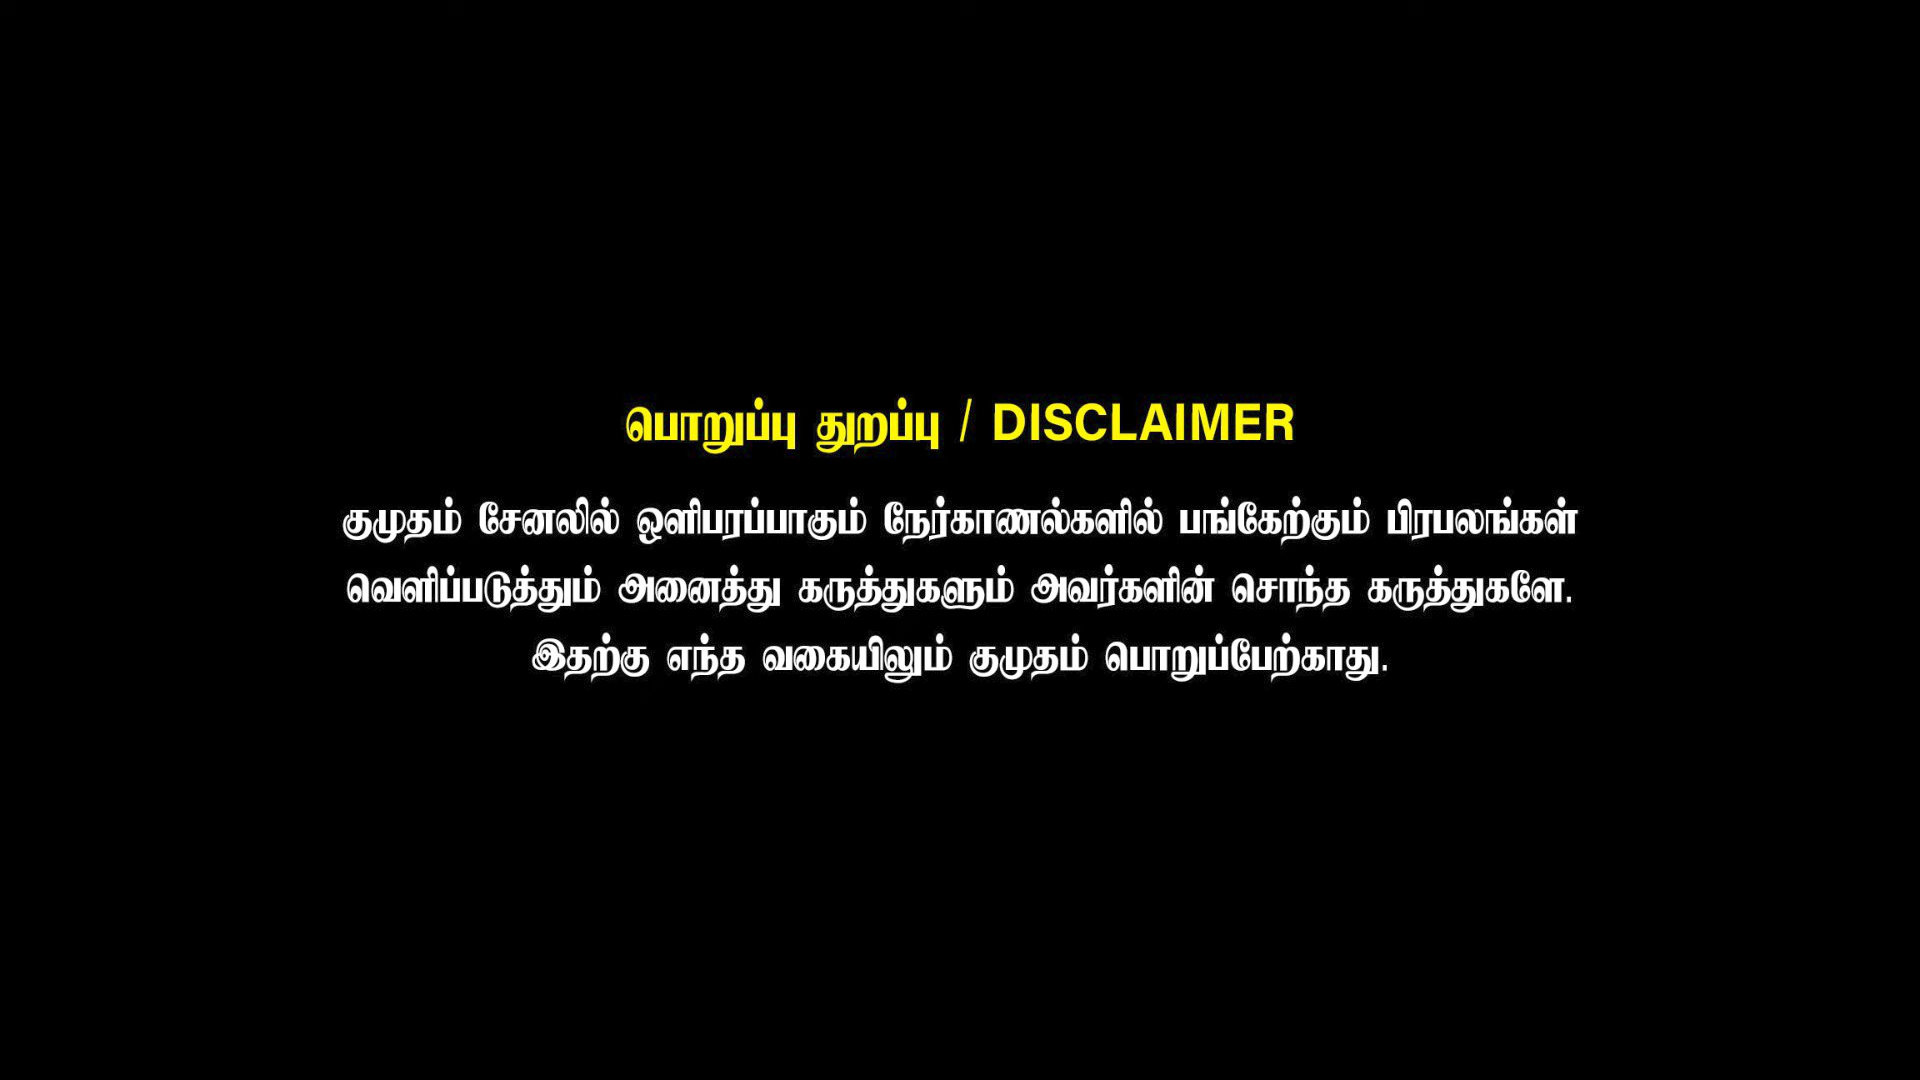 பொறுப்பு துறப்பு / DISCLAIMER
குமுதம் சேனலில் ஒளிபரப்பாகும் நேர்காணல்களில் பங்கேற்கும் பிரபலங்கள்
வெளிப்படுத்தும் அனைத்து கருத்துகளும் அவர்களின் சொந்த கருத்துகளே.
இதற்கு எந்த வகையிலும் குமுதம் பொறுப்பேற்காது.